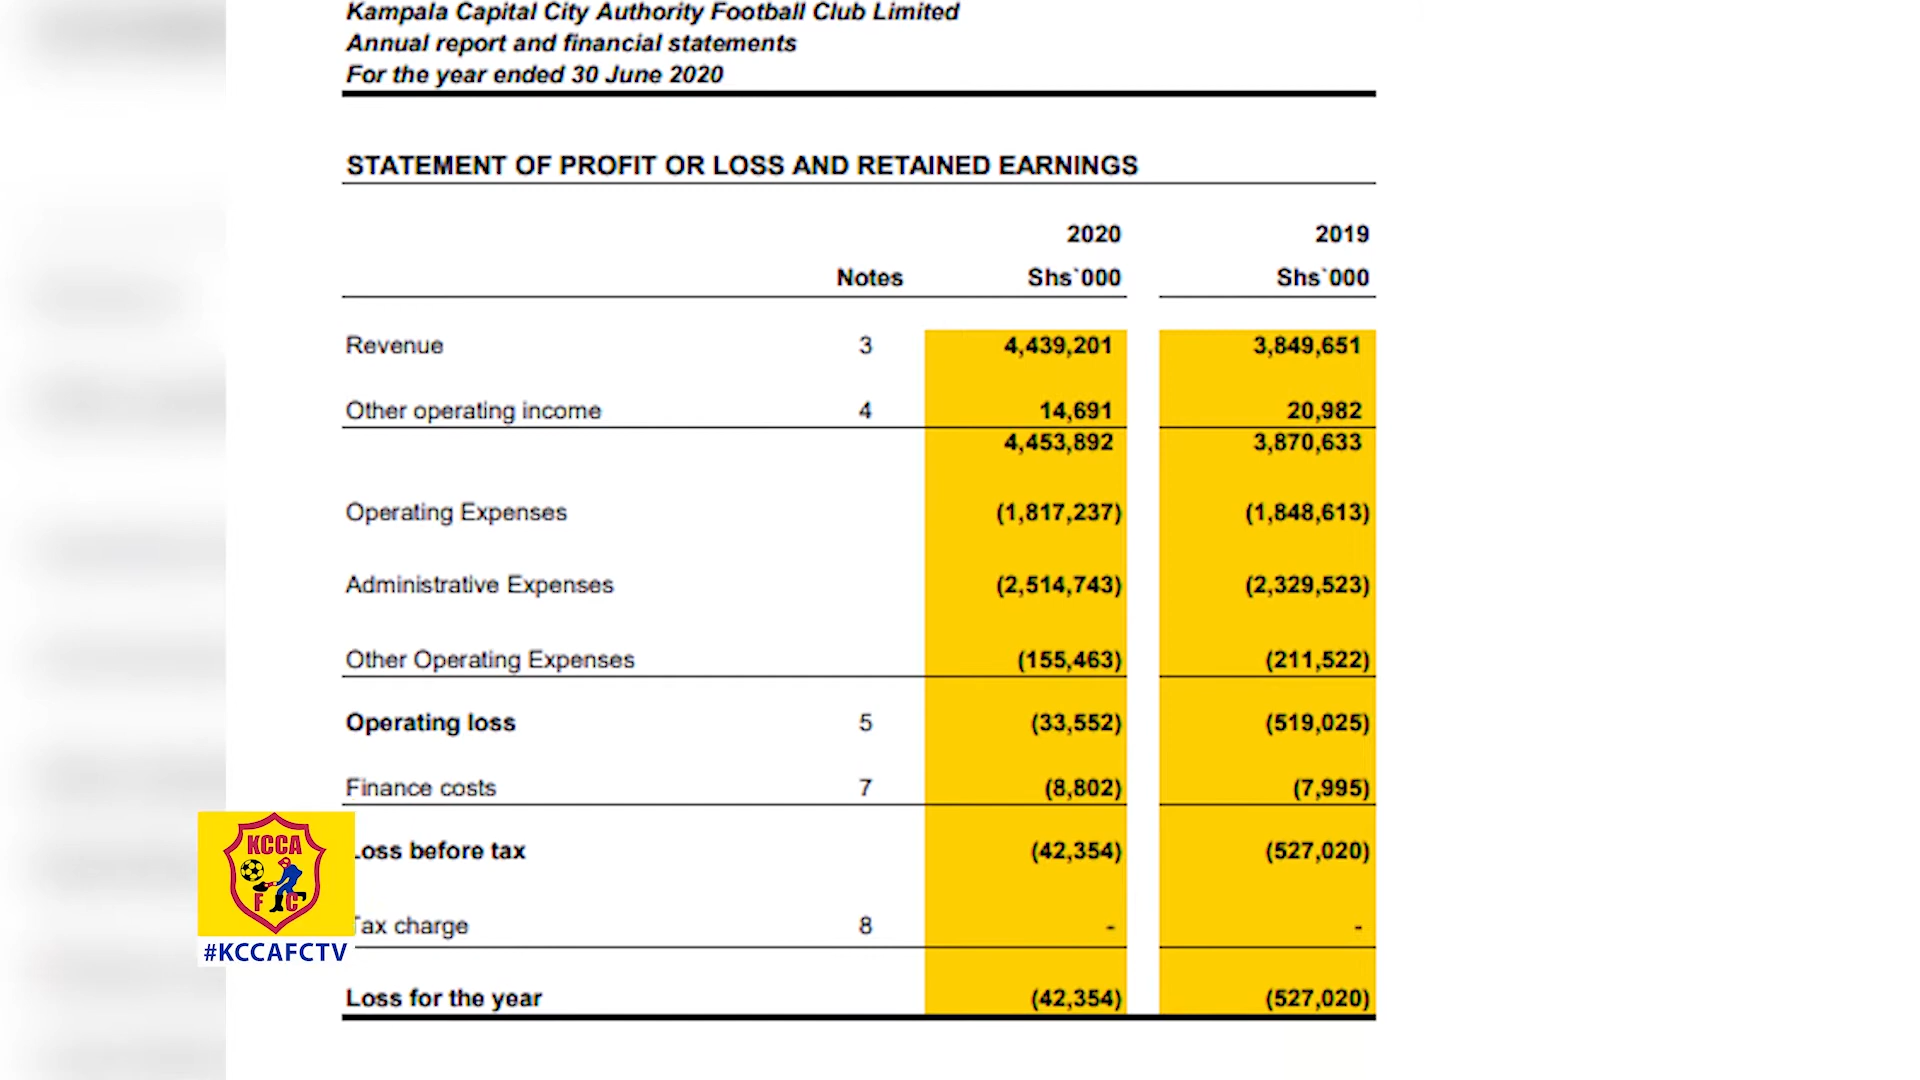 Kampala Capital City Authority Football Club Limited
Annual report and financial statements
For the year ended 30 June 2020
STATEMENT OF PROFIT OR LOSS AND RETAINED EARNINGS
2020 2019
Notes Shs`000 Shs`000
Revenue 3 4,439,201 3,849,651
Other operating income 4 14,691 20,982
4,453,892 3,870,633
Operating Expenses (1,817,237) (1,848,613)
Administrative Expenses (2,514,743) (2,329,523)
Other Operating Expenses (155,463) (211,522)
Operating loss 5 (33,552) (519,025)
Finance costs 7 (8,802) (7,995)
Loss before tax (42,354) (527,020)
Tax charge 8 - -
Loss for the year (42,354) (527,020)
KCCA
F C
#KCCAFCTV